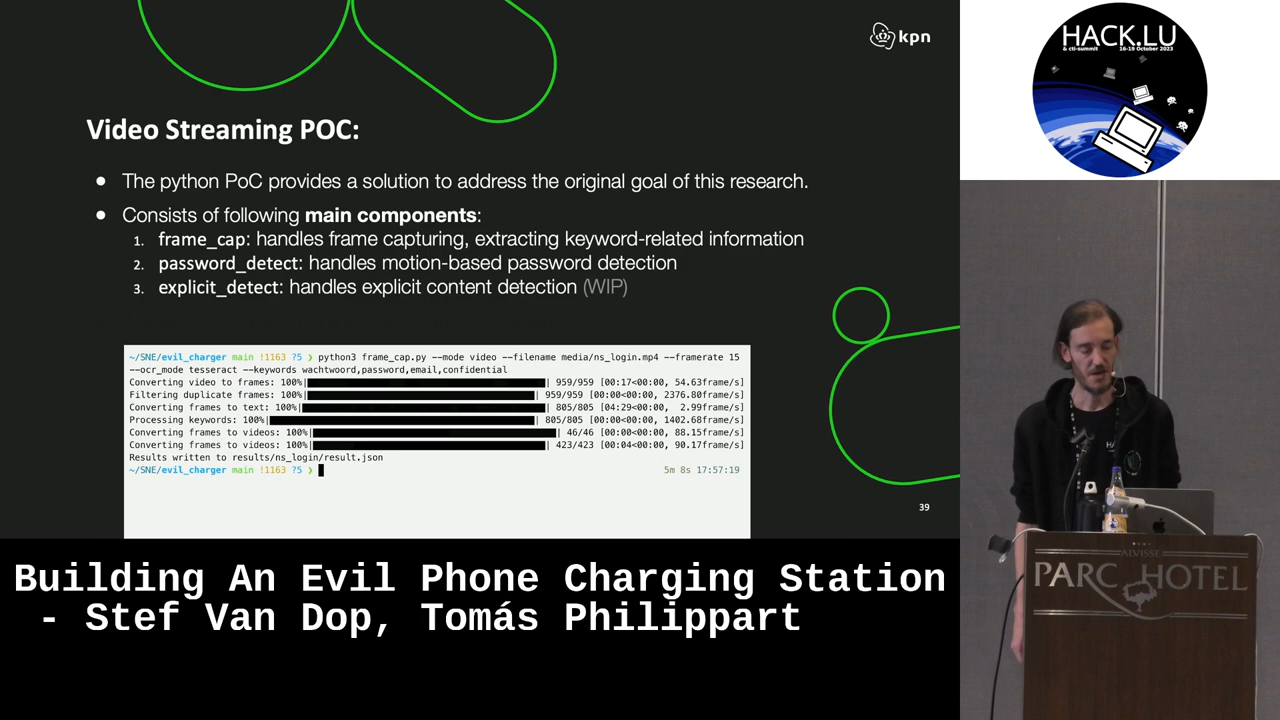 kpn
Video Streaming POC:
● The python PoC provides a solution to address the original goal of this research.
● Consists of following main components:
1. frame_cap: handles frame capturing, extracting keyword-related information
2. password_detect: handles motion-based password detection
3. explicit_detect: handles explicit content detection (WIP)
~/SNE/evil_charger main !1163 ?5 ❯ python3 frame_cap.py --mode video --filename media/ns_login.mp4 --framerate 15
--ocr_mode tesseract --keywords wachtwoord,password,email,confidential
Converting video to frames: 100%| | 959/959 [00:17<00:00, 54.63frame/s]
Filtering duplicate frames: 100%| | 959/959 [00:00<00:00, 2376.80frame/s]
Converting frames to text: 100%| | 805/805 [04:29<00:00, 2.99frame/s]
Processing keywords: 100%| | 805/805 [00:00<00:00, 1402.68frame/s]
Converting frames to videos: 100%| | 46/46 [00:00<00:00, 88.15frame/s]
Converting frames to videos: 100%| | 423/423 [00:04<00:00, 90.17frame/s]
Results written to results/ns_login/result.json
~/SNE/evil_charger main !1163 ?5 ❯ 5m 8s 17:57:19
39
Building An Evil Phone Charging Station
- Stef Van Dop, Tomás Philippart
HACK.LU
& cti-summit 16-19 October 2023
ALVISSE
PARC HOTEL